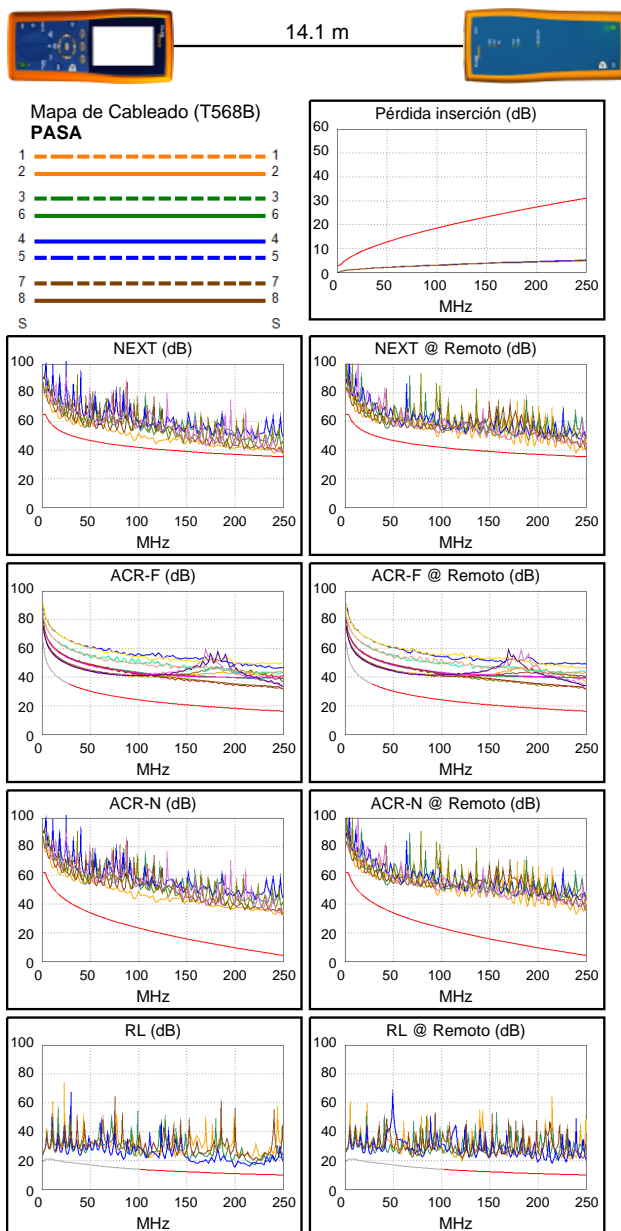 14.1 m
Mapa de Cableado (T568B)
PASA
1 1
2 2
3 3
6 6
4 4
5 5
7 7
8 8
S S
Pérdida inserción (dB)
60
50
40
30
20
10
0
0 50 100 150 200 250
MHz
NEXT (dB)
100
80
60
40
20
0
0 50 100 150 200 250
MHz
NEXT @ Remoto (dB)
100
80
60
40
20
0
0 50 100 150 200 250
MHz
ACR-F (dB)
100
80
60
40
20
0
0 50 100 150 200 250
MHz
ACR-F @ Remoto (dB)
100
80
60
40
20
0
0 50 100 150 200 250
MHz
ACR-N (dB)
100
80
60
40
20
0
0 50 100 150 200 250
MHz
ACR-N @ Remoto (dB)
100
80
60
40
20
0
0 50 100 150 200 250
MHz
RL (dB)
100
80
60
40
20
0
0 50 100 150 200 250
MHz
RL @ Remoto (dB)
100
80
60
40
20
0
0 50 100 150 200 250
MHz